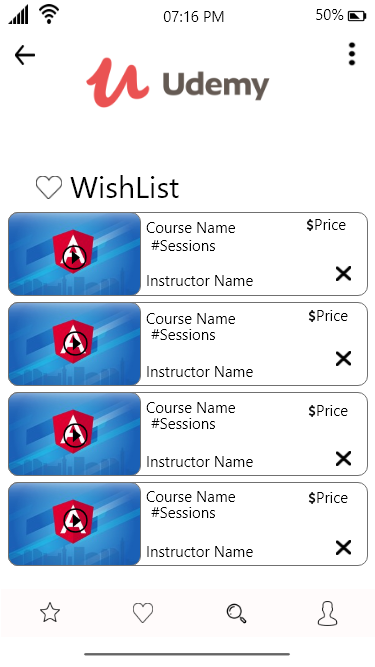 07:16 PM
50%
Udemy
WishList
Course Name
$Price
#Sessions
Instructor Name
Course Name
$Price
#Sessions
Instructor Name
Course Name
$Price
#Sessions
Instructor Name
Course Name
$Price
#Sessions
Instructor Name